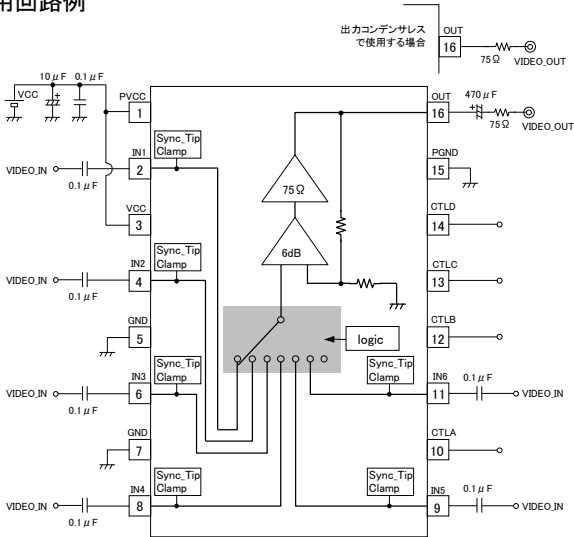 用回路例
出力コンデンサレス
で使用する場合
OUT
16
75Ω
VIDEO_OUT
10μF 0.1μF
VCC
+
PVCC
1
OUT
16
470μF
+
75Ω
VIDEO_OUT
Sync_Tip
Clamp
IN1
2
VIDEO_IN
0.1μF
75Ω
PGND
15
VCC
3
CTLD
14
6dB
Sync_Tip
Clamp
IN2
4
VIDEO_IN
0.1μF
CTLC
13
GND
5
logic
CTLB
12
Sync_Tip
Clamp
IN3
6
VIDEO_IN
0.1μF
Sync_Tip
Clamp
IN6
11
0.1μF
VIDEO_IN
GND
7
CTLA
10
Sync_Tip
Clamp
IN4
8
VIDEO_IN
0.1μF
Sync_Tip
Clamp
IN5
9
0.1μF
VIDEO_IN